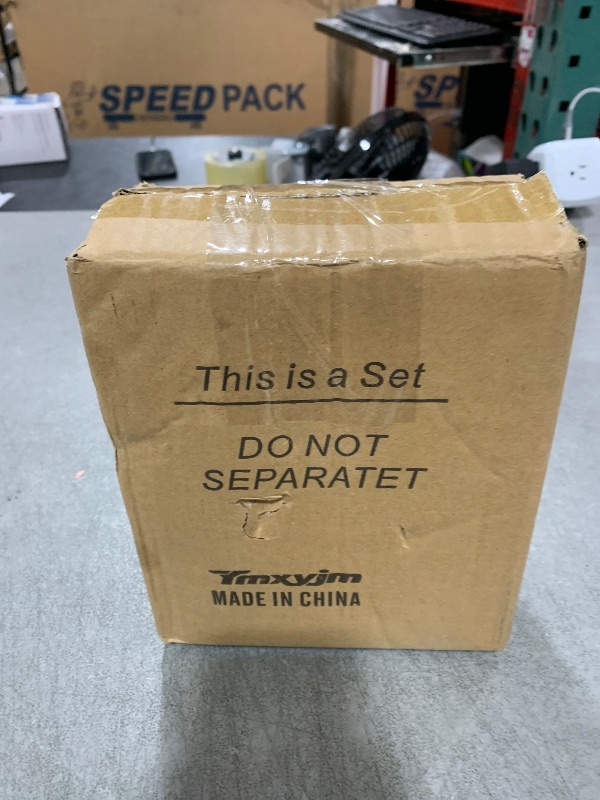 SPEED PACK
SP
This is a Set
DO NOT
SEPARATET
Ymxyjm
MADE IN CHINA